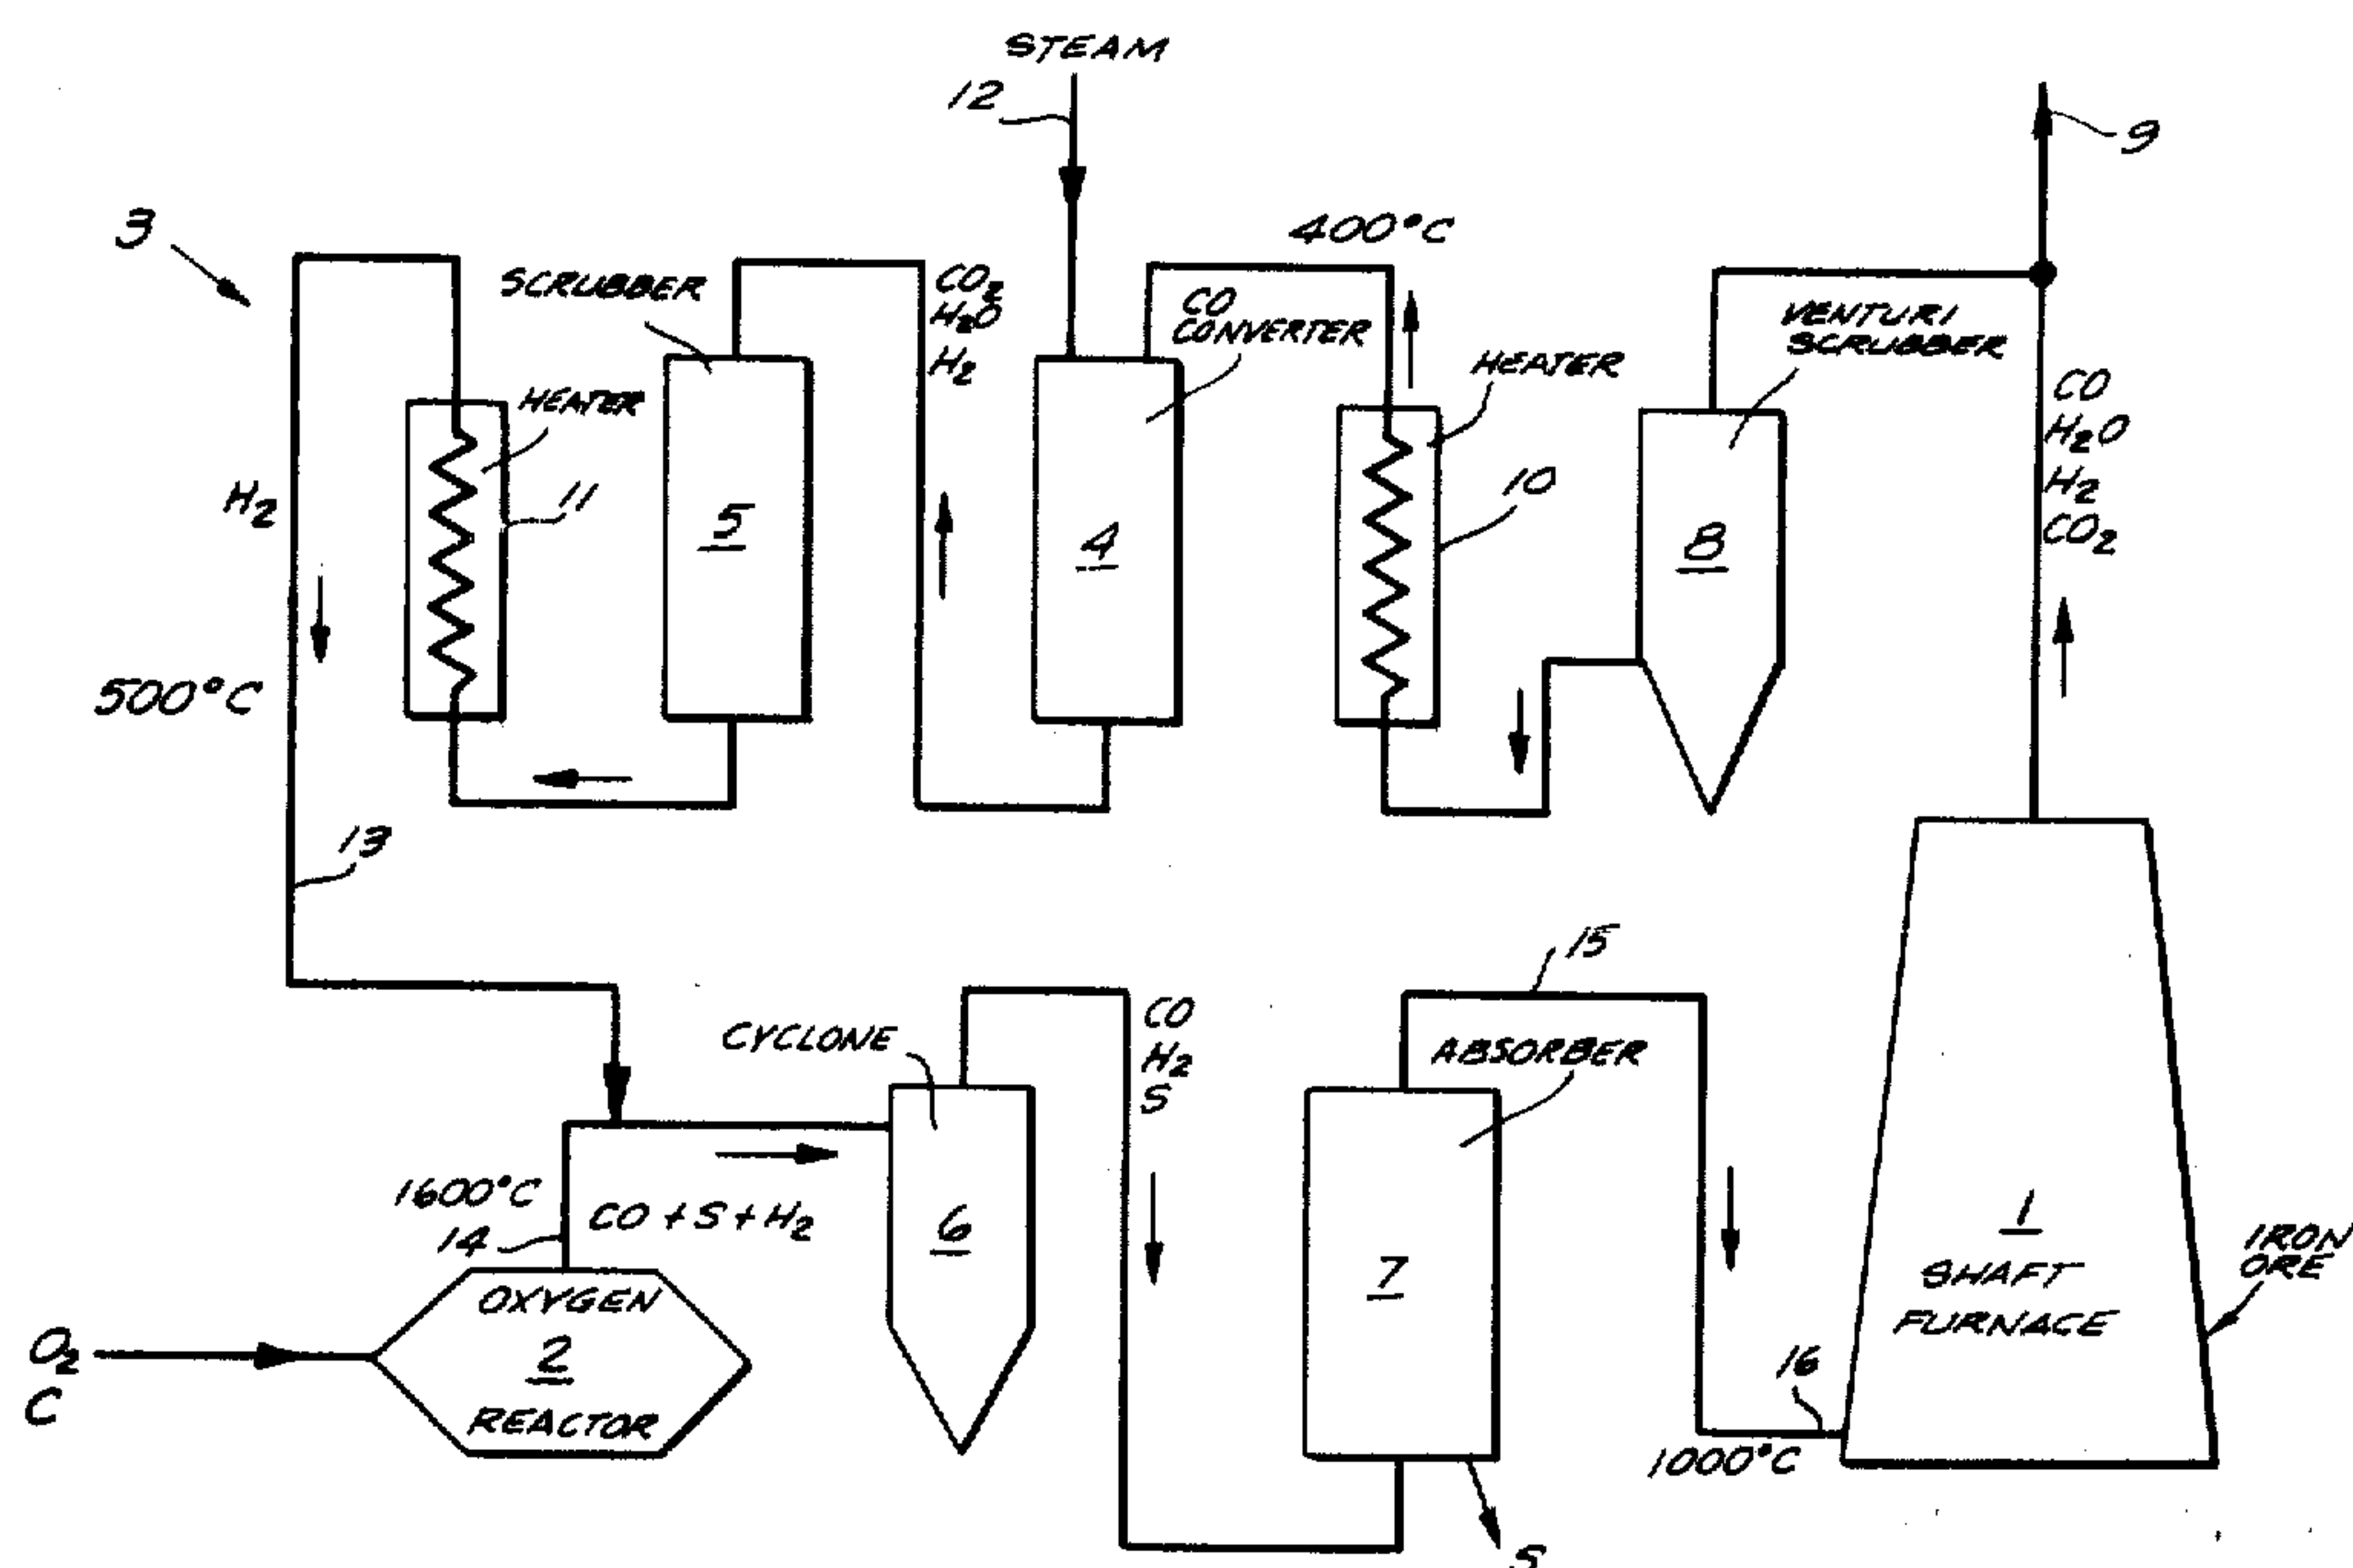 STEAM
12
9
3
400°C
SCRUBBER
CO₂
H₂O
H₂
CO
CONVERTER
VENTURI
SCRUBBER
HEATER
HEATER
CO
H₂O
H₂
CO₂
H₂
11
5
4
10
8
500°C
13
15
CYCLONE
CO
H₂
S
ABSORBER
1600°C
14
CO + S + H₂
6
7
1
SHAFT
FURNACE
IRON
ORE
OXYGEN
2
REACTOR
O₂
C
16
1000°C
S